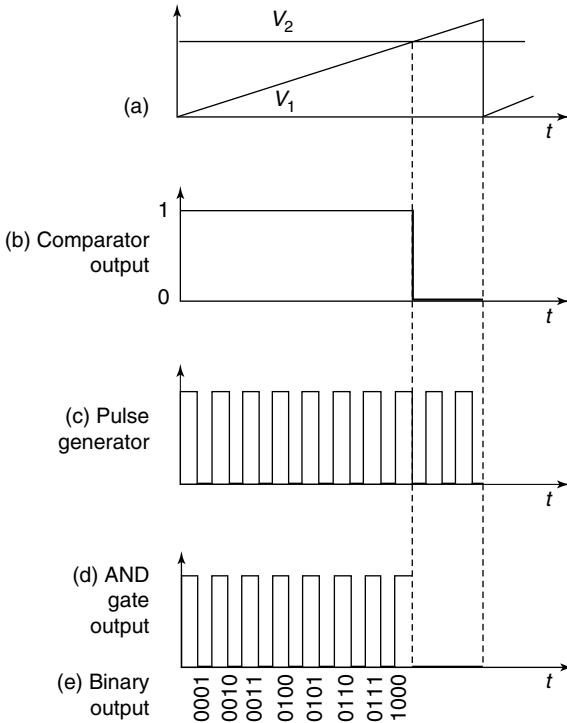 V2
V1
(a)
t
1
(b) Comparator
output
0
t
(c) Pulse
generator
t
(d) AND
gate
output
t
(e) Binary
output
0001
0010
0011
0100
0101
0110
0111
1000